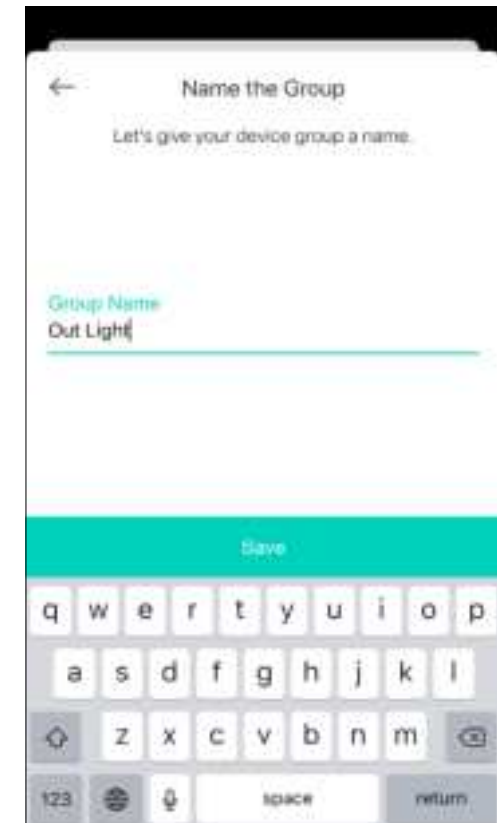 Name the Group
Let's give your device group a name.
Group Name
Out Light
Save
q w e r t y u i o p
a s d f g h j k l
z x c v b n m
123 space return